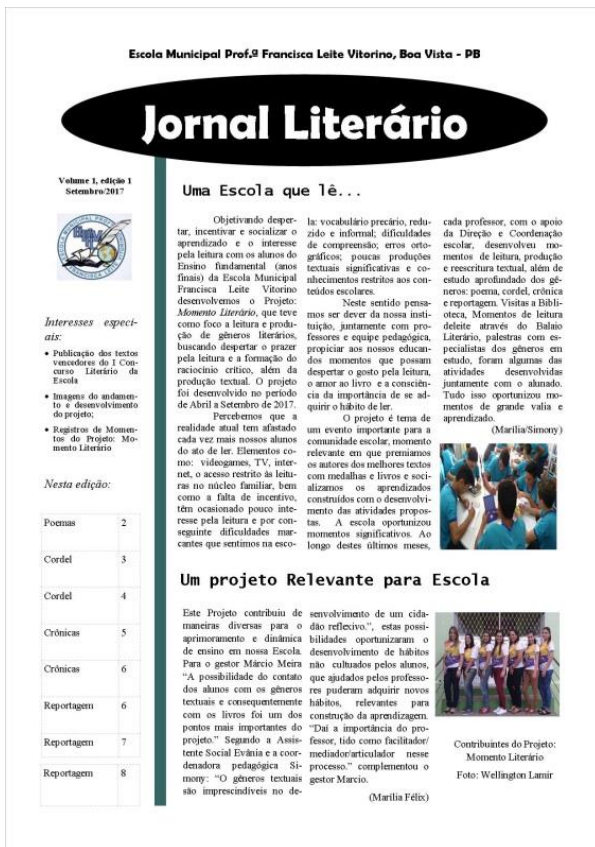 Escola Municipal Prof.ª Francisca Leite Vitorino, Boa Vista - PB
Jornal Literário
Volume 1, edição 1
Setembro/2017
Interesses especi-
ais:
• Publicação dos textos
vencedores do I Con-
curso Literário da
Escola
• Imagens do andamen-
to e desenvolvimento
do projeto;
• Registros de Momen-
tos do Projeto: Mo-
mento Literário
Nesta edição:
Poemas 2
Cordel 3
Cordel 4
Crônicas 5
Crônicas 6
Reportagem 6
Reportagem 7
Reportagem 8
Uma Escola que lê...
Objetivando desper-
tar, incentivar e socializar o
aprendizado e o interesse
pela leitura com os alunos do
Ensino fundamental (anos
finais) da Escola Municipal
Francisca Leite Vitorino
desenvolvemos o Projeto:
Momento Literário, que teve
como foco a leitura e produ-
ção de gêneros literários,
buscando despertar o prazer
pela leitura e a formação do
raciocínio crítico, além da
produção textual. O projeto
foi desenvolvido no período
de Abril a Setembro de 2017.
Percebemos que a
realidade atual tem afastado
cada vez mais nossos alunos
do ato de ler. Elementos co-
mo: videogames, TV, inter-
net, o acesso restrito às leitu-
ras no núcleo familiar, bem
como a falta de incentivo,
têm ocasionado pouco inte-
resse pela leitura e por con-
seguinte dificuldades mar-
cantes que sentimos na esco-
la: vocabulário precário, redu-
zido e informal; dificuldades
de compreensão; erros orto-
gráficos; poucas produções
textuais significativas e co-
nhecimentos restritos aos con-
teúdos escolares.
Neste sentido pensa-
mos ser dever da nossa insti-
tuição, juntamente com pro-
fessores e equipe pedagógica,
propiciar aos nossos educan-
dos momentos que possam
despertar o gosto pela leitura,
o amor ao livro e a consciên-
cia da importância de se ad-
quirir o hábito de ler.
O projeto é tema de
um evento importante para a
comunidade escolar, momento
relevante em que premiamos
os autores dos melhores textos
com medalhas e livros e soci-
alizamos os aprendizados
construídos com o desenvolvi-
mento das atividades propos-
tas. A escola oportunizou
momentos significativos. Ao
longo destes últimos meses,
cada professor, com o apoio
da Direção e Coordenação
escolar, desenvolveu mo-
mentos de leitura, produção
e reescritura textual, além de
estudo aprofundado dos gê-
neros: poema, cordel, crônica
e reportagem. Visitas a Bibli-
oteca, Momentos de leitura
deleite através do Balaio
Literário, palestras com es-
pecialistas dos gêneros em
estudo, foram algumas das
atividades desenvolvidas
juntamente com o alunado.
Tudo isso oportunizou mo-
mentos de grande valia e
aprendizado.
(Marília/Simony)
Um projeto Relevante para Escola
Este Projeto contribuiu de
maneiras diversas para o
aprimoramento e dinâmica
de ensino em nossa Escola.
Para o gestor Márcio Meira
“A possibilidade do contato
dos alunos com os gêneros
textuais e consequentemente
com os livros foi um dos
pontos mais importantes do
projeto.” Segundo a Assis-
tente Social Evânia e a coor-
denadora pedagógica Si-
mony: “O gêneros textuais
são imprescindíveis no de-
senvolvimento de um cida-
dão reflexivo.”, estas possi-
bilidades oportunizaram o
desenvolvimento de hábitos
não cultuados pelos alunos,
que ajudados pelos professo-
res puderam adquirir novos
hábitos, relevantes para
construção da aprendizagem.
“Daí a importância do pro-
fessor, tido como facilitador/
mediador/articulador nesse
processo.” complementou o
gestor Marcio.
(Marília Félix)
Contribuintes do Projeto:
Momento Literário
Foto: Wellington Lamir